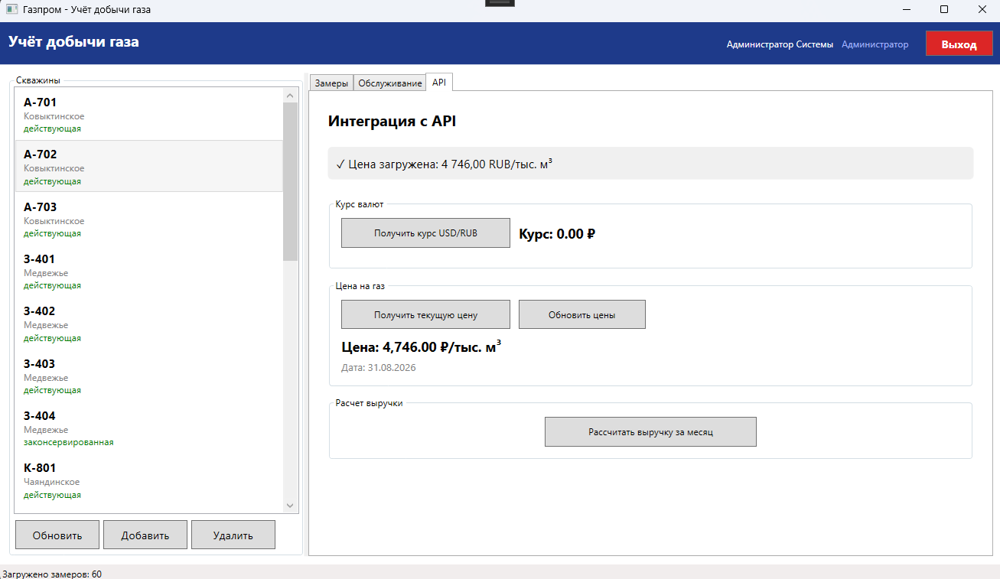 Газпром - Учёт добычи газа
Учёт добычи газа
Администратор Системы Администратор Выход
Скважины
А-701
Ковыктинское
действующая
А-702
Ковыктинское
действующая
А-703
Ковыктинское
действующая
З-401
Медвежье
действующая
З-402
Медвежье
действующая
З-403
Медвежье
действующая
З-404
Медвежье
законсервированная
К-801
Чаяндинское
действующая
Обновить Добавить Удалить
Замеры Обслуживание API
Интеграция с API
✓ Цена загружена: 4 746,00 RUB/тыс. м³
Курс валют
Получить курс USD/RUB Курс: 0.00 ₽
Цена на газ
Получить текущую цену Обновить цены
Цена: 4,746.00 ₽/тыс. м³
Дата: 31.08.2026
Расчет выручки
Рассчитать выручку за месяц
Загружено замеров: 60